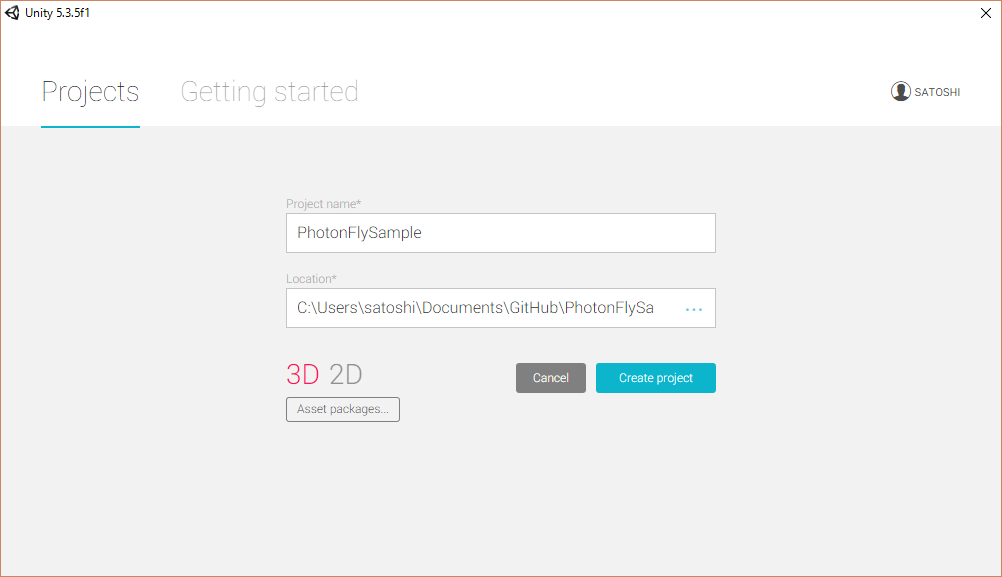 Unity 5.3.5f1
Projects Getting started SATOSHI
Project name*
PhotonFlySample
Location*
C:\Users\satoshi\Documents\GitHub\PhotonFlySa ...
3D 2D Cancel Create project
Asset packages...